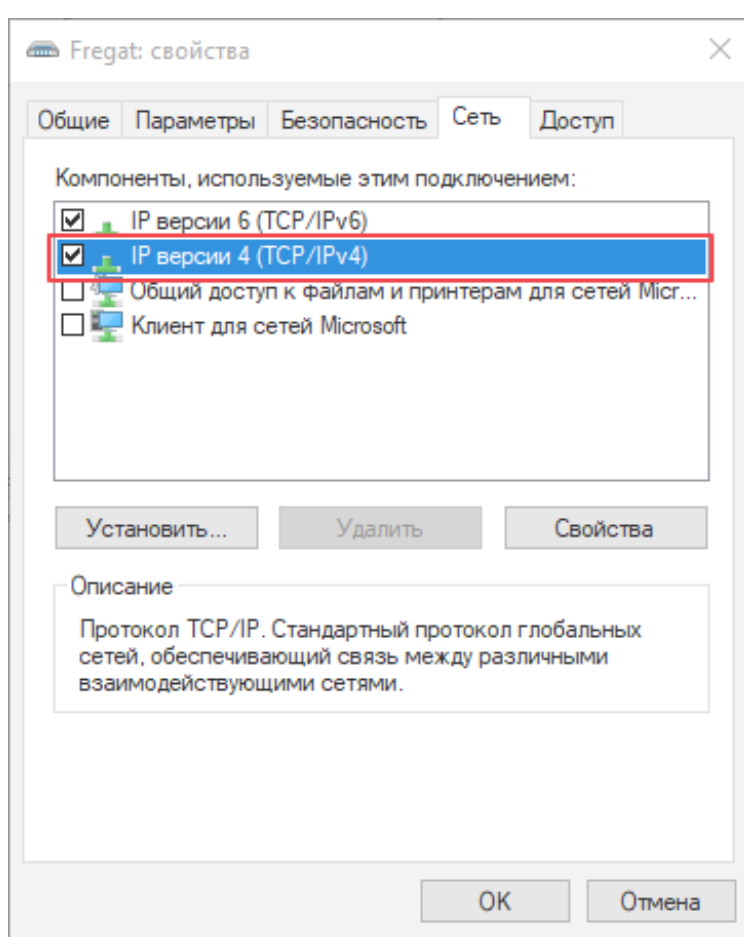 Fregat: свойства
Общие Параметры Безопасность Сеть Доступ
Компоненты, используемые этим подключением:
IP версии 6 (TCP/IPv6)
IP версии 4 (TCP/IPv4)
Общий доступ к файлам и принтерам для сетей Micr...
Клиент для сетей Microsoft
Установить... Удалить Свойства
Описание
Протокол TCP/IP. Стандартный протокол глобальных
сетей, обеспечивающий связь между различными
взаимодействующими сетями.
OK Отмена